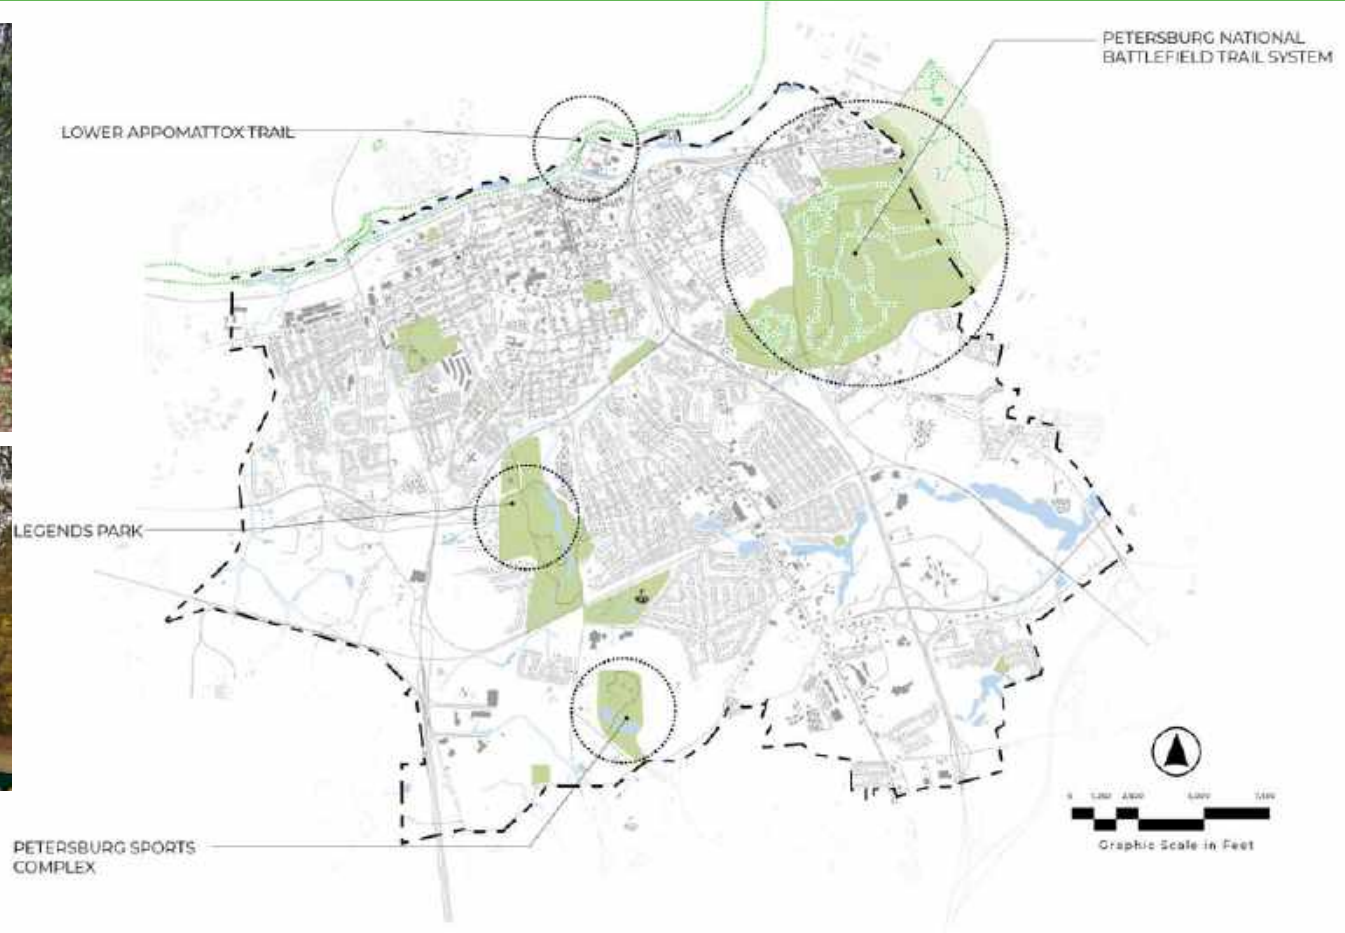 PETERSBURG NATIONAL
BATTLEFIELD TRAIL SYSTEM
LOWER APPOMATTOX TRAIL
LEGENDS PARK
PETERSBURG SPORTS
COMPLEX
Graphic Scale in Feet